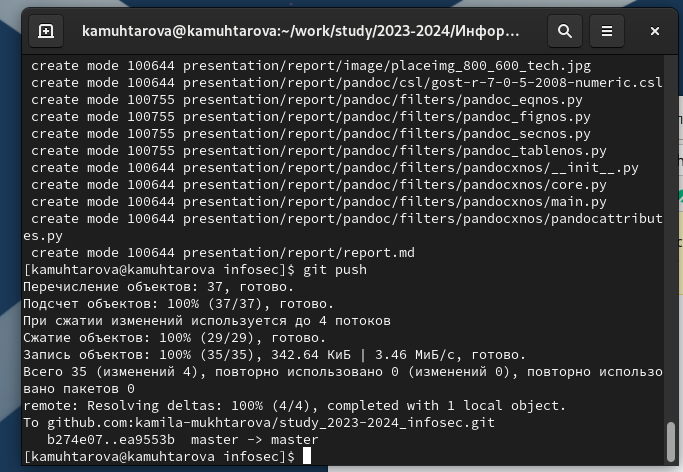 kamuhtarova@kamuhtarova:~/work/study/2023-2024/Инфор...
create mode 100644 presentation/report/image/placeimg_800_600_tech.jpg
create mode 100644 presentation/report/pandoc/csl/gost-r-7-0-5-2008-numeric.csl
create mode 100755 presentation/report/pandoc/filters/pandoc_eqnos.py
create mode 100755 presentation/report/pandoc/filters/pandoc_fignos.py
create mode 100755 presentation/report/pandoc/filters/pandoc_secnos.py
create mode 100755 presentation/report/pandoc/filters/pandoc_tablenos.py
create mode 100644 presentation/report/pandoc/filters/pandocxnos/__init__.py
create mode 100644 presentation/report/pandoc/filters/pandocxnos/core.py
create mode 100644 presentation/report/pandoc/filters/pandocxnos/main.py
create mode 100644 presentation/report/pandoc/filters/pandocxnos/pandocattribut
es.py
create mode 100644 presentation/report/report.md
[kamuhtarova@kamuhtarova infosec]$ git push
Перечисление объектов: 37, готово.
Подсчет объектов: 100% (37/37), готово.
При сжатии изменений используется до 4 потоков
Сжатие объектов: 100% (29/29), готово.
Запись объектов: 100% (35/35), 342.64 КиБ | 3.46 МиБ/с, готово.
Всего 35 (изменений 4), повторно использовано 0 (изменений 0), повторно использо
вано пакетов 0
remote: Resolving deltas: 100% (4/4), completed with 1 local object.
To github.com:kamila-mukhtarova/study_2023-2024_infosec.git
b274e07..ea9553b  master -> master
[kamuhtarova@kamuhtarova infosec]$